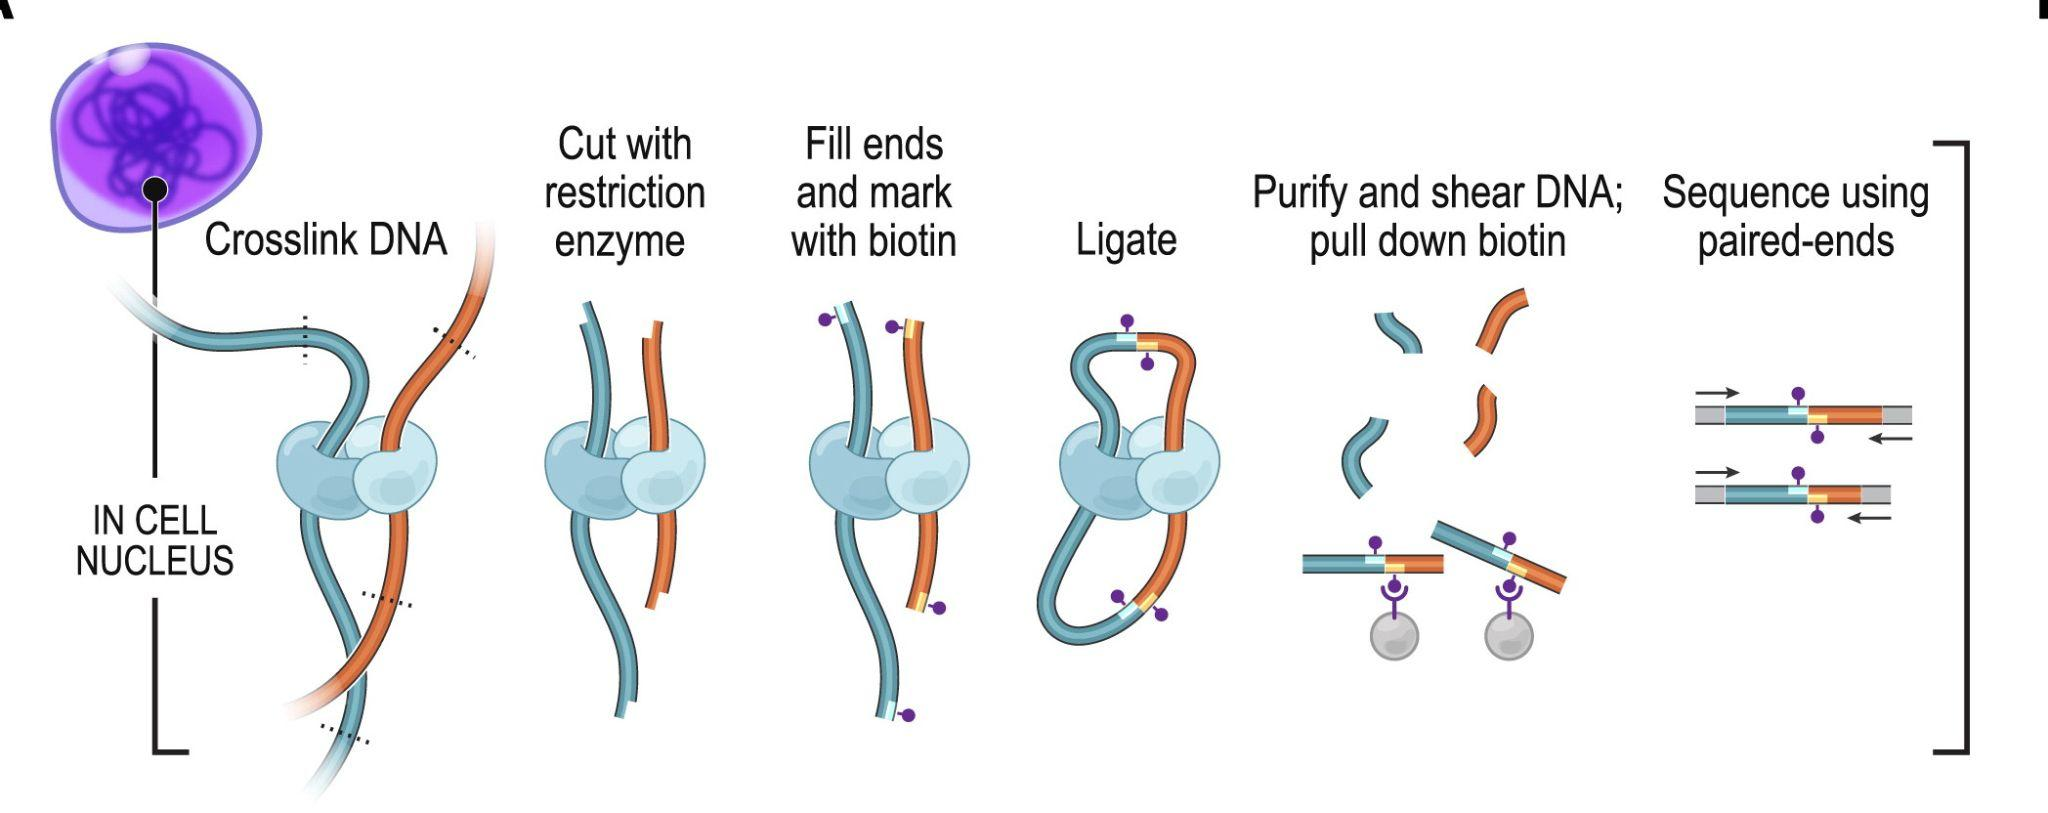 Crosslink DNA
Cut with
restriction
enzyme
Fill ends
and mark
with biotin
Ligate
Purify and shear DNA;
pull down biotin
Sequence using
paired-ends
IN CELL
NUCLEUS